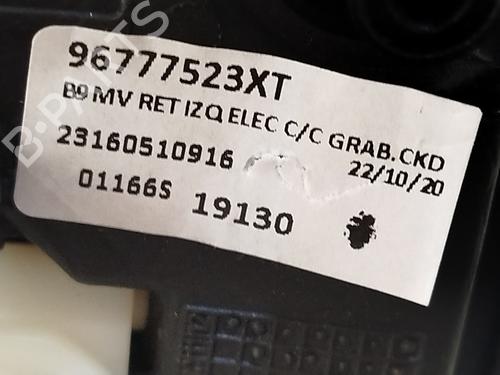 96777523XT
B9 MV RET IZQ ELEC C/C GRAB.CKD
23160510916
22/10/20
01166S 19130
B-PARTS